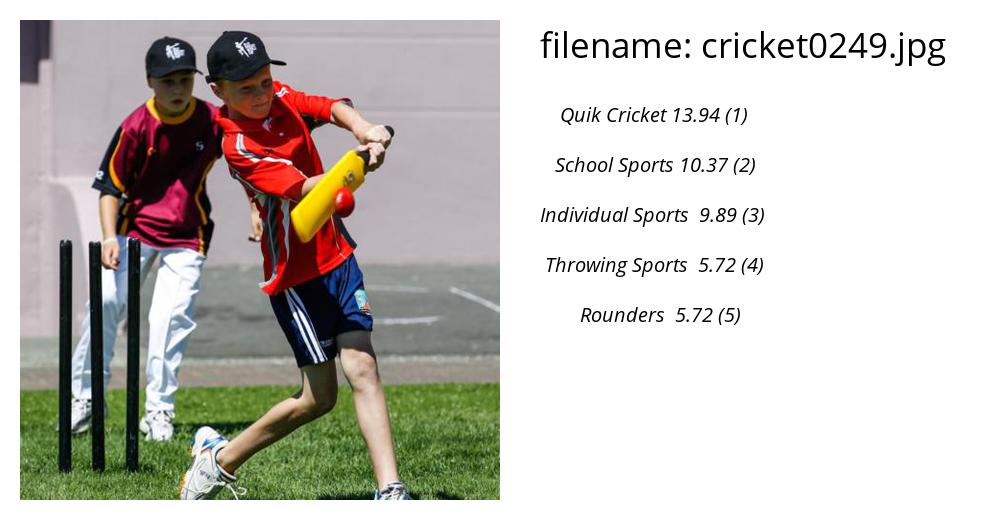 filename: cricket0249.jpg
Quik Cricket 13.94 (1)
School Sports 10.37 (2)
Individual Sports 9.89 (3)
Throwing Sports 5.72 (4)
Rounders 5.72 (5)